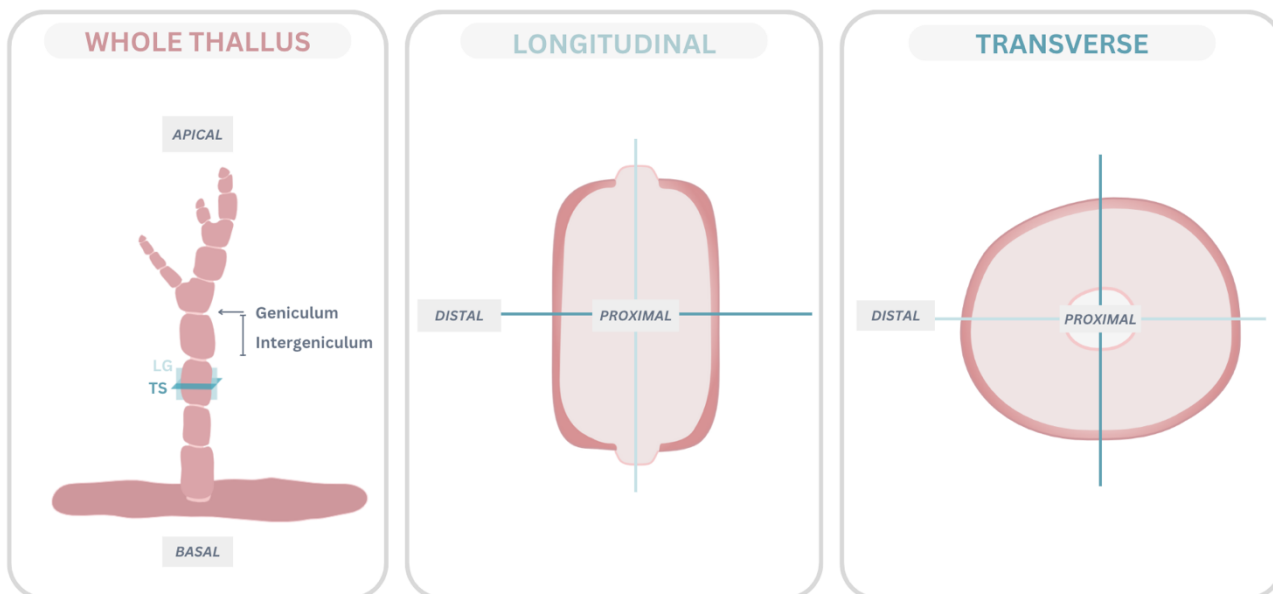 WHOLE THALLUS
APICAL
Geniculum
Intergeniculum
LG
TS
BASAL
LONGITUDINAL
DISTAL
PROXIMAL
TRANSVERSE
DISTAL
PROXIMAL